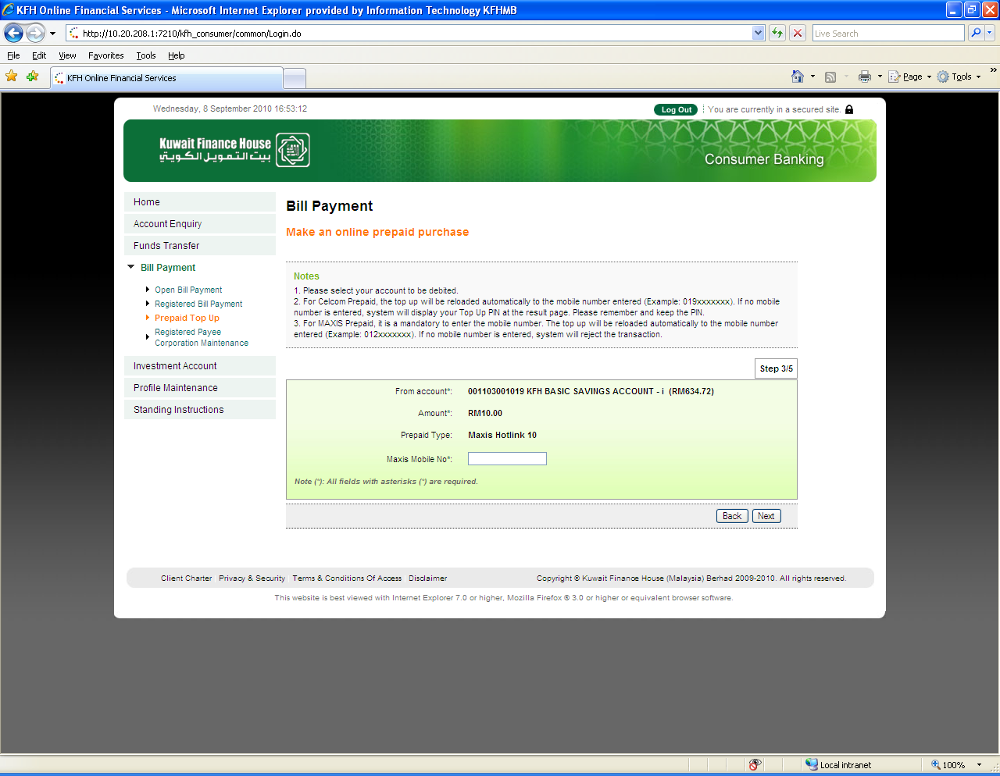 KFH Online Financial Services - Microsoft Internet Explorer provided by Information Technology KFHMB
http://10.20.208.1:7210/kfh_consumer/common/Login.do
Live Search
File Edit View Favorites Tools Help
KFH Online Financial Services
Page Tools
Wednesday, 8 September 2010 16:53:12
Log Out
You are currently in a secured site.
Kuwait Finance House
بيت التمويل الكويتي
Consumer Banking
Home
Account Enquiry
Funds Transfer
Bill Payment
Open Bill Payment
Registered Bill Payment
Prepaid Top Up
Registered Payee
Corporation Maintenance
Investment Account
Profile Maintenance
Standing Instructions
Bill Payment
Make an online prepaid purchase
Notes
1. Please select your account to be debited.
2. For Celcom Prepaid, the top up will be reloaded automatically to the mobile number entered (Example: 019xxxxxxx). If no mobile
number is entered, system will display your Top Up PIN at the result page. Please remember and keep the PIN.
3. For MAXIS Prepaid, it is a mandatory to enter the mobile number. The top up will be reloaded automatically to the mobile number
entered (Example: 012xxxxxxx). If no mobile number is entered, system will reject the transaction.
Step 3/5
From account*: 001103001019 KFH BASIC SAVINGS ACCOUNT - i (RM634.72)
Amount*: RM10.00
Prepaid Type: Maxis Hotlink 10
Maxis Mobile No*:
Note (*): All fields with asterisks (*) are required.
Back Next
Client Charter Privacy & Security Terms & Conditions Of Access Disclaimer
Copyright © Kuwait Finance House (Malaysia) Berhad 2009-2010. All rights reserved.
This website is best viewed with Internet Explorer 7.0 or higher, Mozilla Firefox ® 3.0 or higher or equivalent browser software.
Local intranet
100%